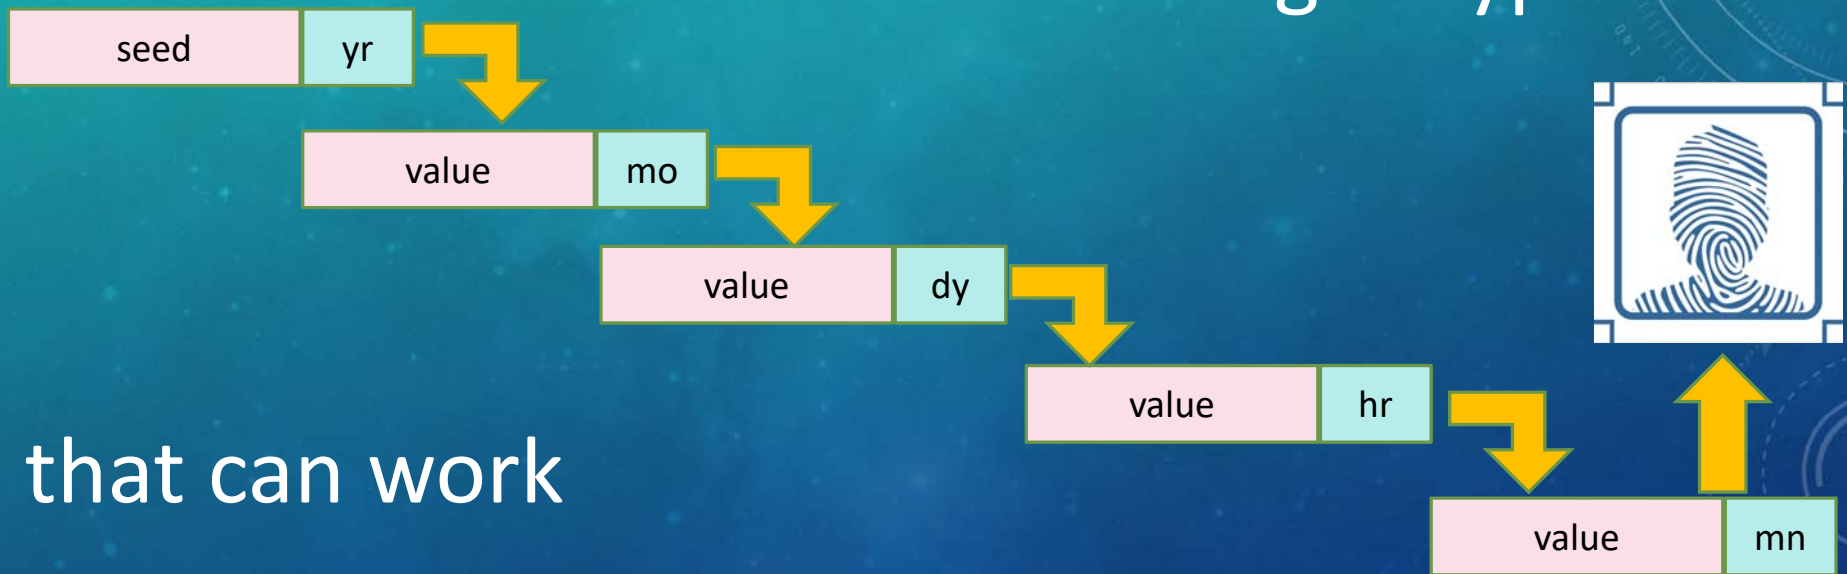 seed yr
value mo
value dy
value hr
that can work
value mn